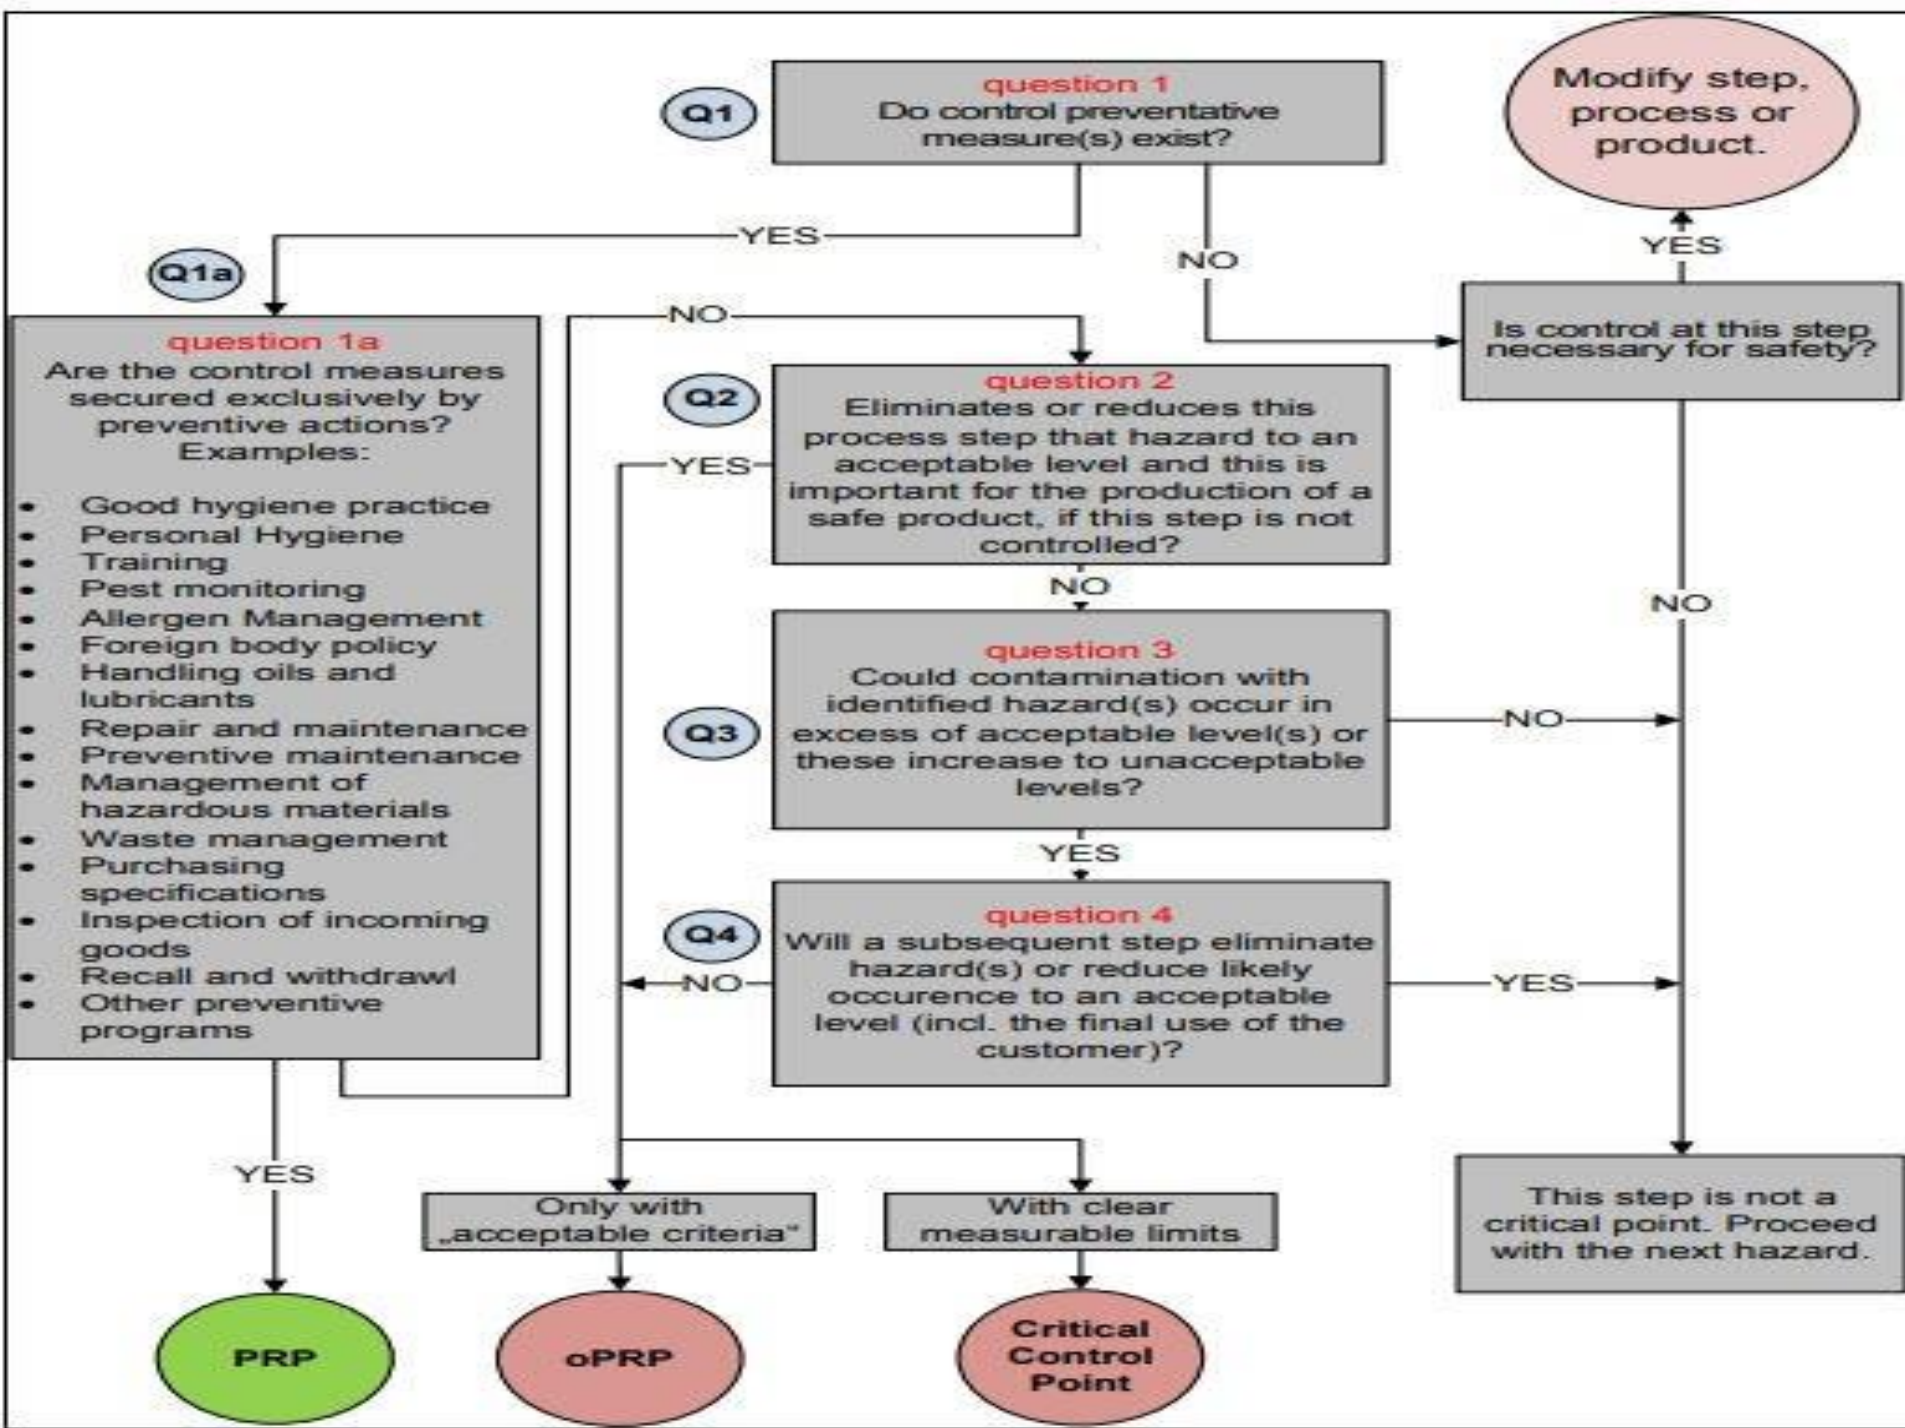 question 1
Do control preventative
measure(s) exist?
Q1
Modify step,
process or
product.
YES
NO
YES
Q1a
question 1a
Are the control measures
secured exclusively by
preventive actions?
Examples:
• Good hygiene practice
• Personal Hygiene
• Training
• Pest monitoring
• Allergen Management
• Foreign body policy
• Handling oils and
lubricants
• Repair and maintenance
• Preventive maintenance
• Management of
hazardous materials
• Waste management
• Purchasing
specifications
• Inspection of incoming
goods
• Recall and withdrawl
• Other preventive
programs
NO
Is control at this step
necessary for safety?
Q2
question 2
Eliminates or reduces this
process step that hazard to an
acceptable level and this is
important for the production of a
safe product, if this step is not
controlled?
YES
NO
NO
Q3
question 3
Could contamination with
identified hazard(s) occur in
excess of acceptable level(s) or
these increase to unacceptable
levels?
NO
YES
Q4
question 4
Will a subsequent step eliminate
hazard(s) or reduce likely
occurence to an acceptable
level (incl. the final use of the
customer)?
NO
YES
YES
Only with
„acceptable criteria“
With clear
measurable limits
This step is not a
critical point. Proceed
with the next hazard.
PRP
oPRP
Critical
Control
Point